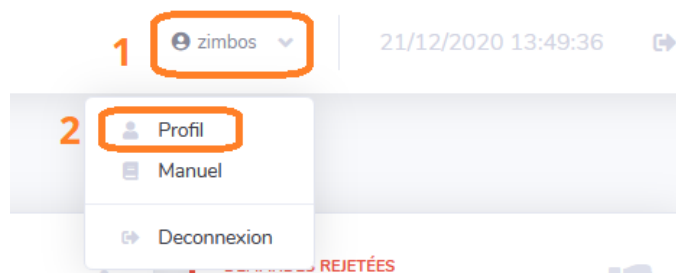 1 zimbos 21/12/2020 13:49:36
2 Profil
Manuel
Deconnexion
DEMANDES REJETÉES